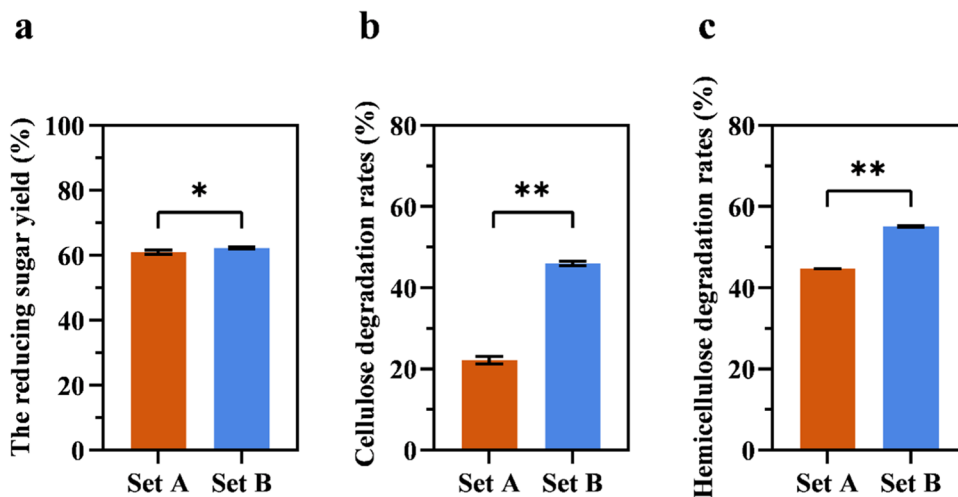 a
The reducing sugar yield (%)
100
80
60
40
20
0
*
Set A
Set B
b
Cellulose degradation rates (%)
80
60
40
20
0
**
Set A
Set B
c
Hemicellulose degradation rates (%)
80
60
40
20
0
**
Set A
Set B